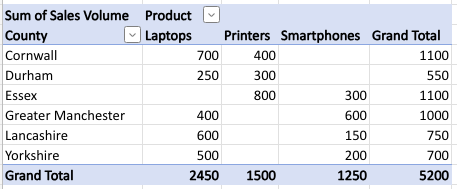 Sum of Sales Volume Product
County Laptops Printers Smartphones Grand Total
Cornwall 700 400 1100
Durham 250 300 550
Essex 800 300 1100
Greater Manchester 400 600 1000
Lancashire 600 150 750
Yorkshire 500 200 700
Grand Total 2450 1500 1250 5200